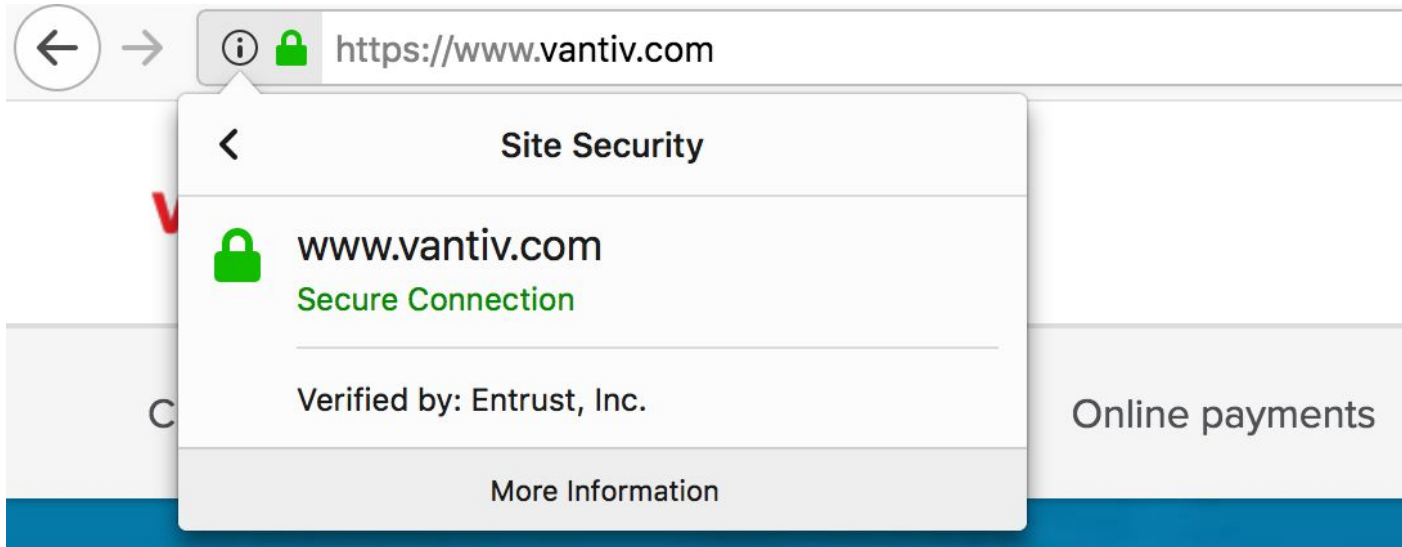 https://www.vantiv.com
Site Security
www.vantiv.com
Secure Connection
Verified by: Entrust, Inc.
C
Online payments
More Information